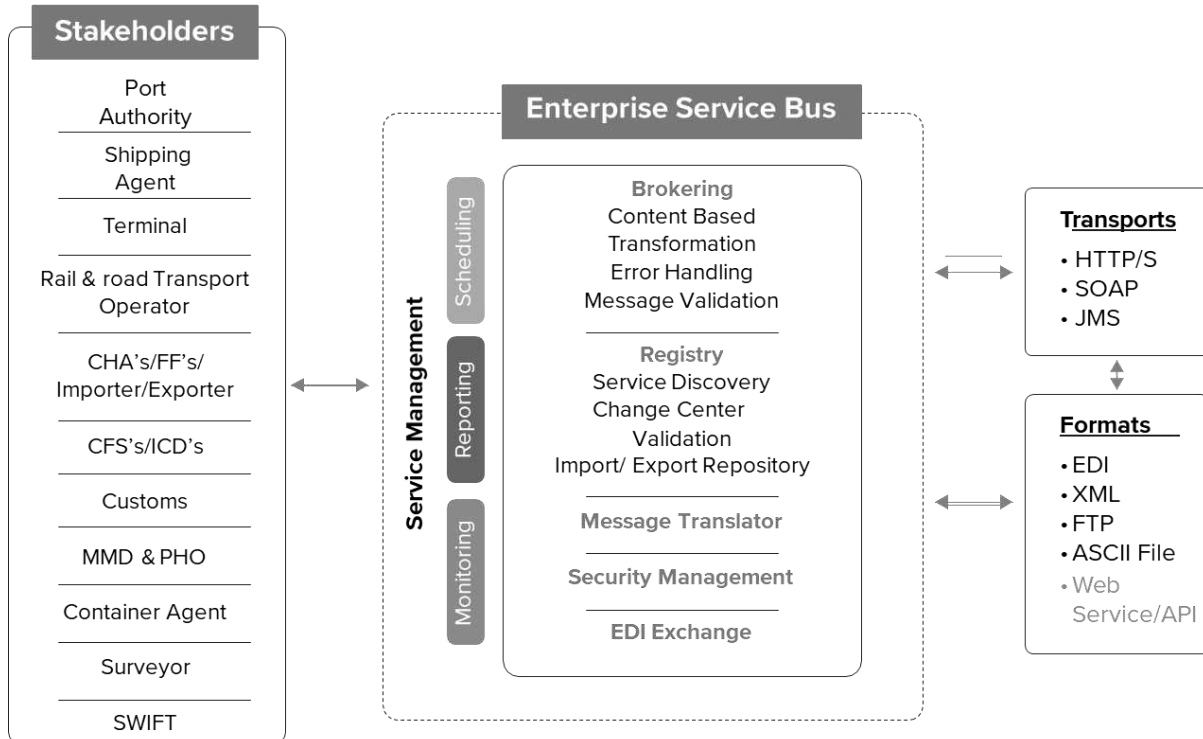 Stakeholders
Port
Authority
Shipping
Agent
Terminal
Rail & road Transport
Operator
CHA's/FF's/
Importer/Exporter
CFS's/ICD's
Customs
MMD & PHO
Container Agent
Surveyor
SWIFT
Enterprise Service Bus
Service Management
Scheduling
Reporting
Monitoring
Brokering
Content Based
Transformation
Error Handling
Message Validation
Registry
Service Discovery
Change Center
Validation
Import/ Export Repository
Message Translator
Security Management
EDI Exchange
Transports
• HTTP/S
• SOAP
• JMS
Formats
• EDI
• XML
• FTP
• ASCII File
• Web
Service/API